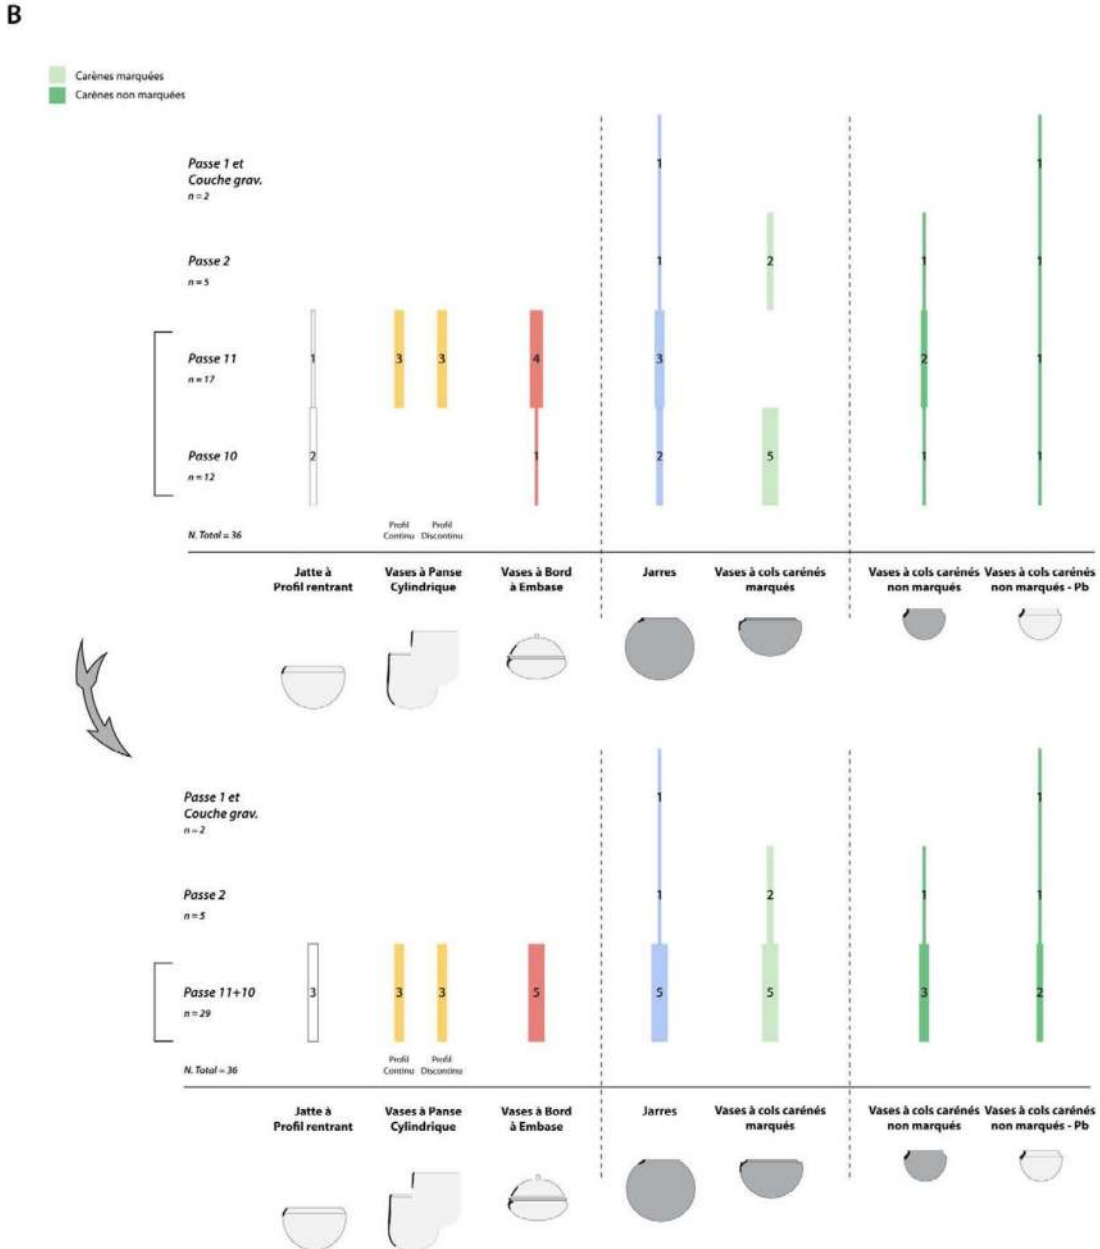 B
Carènes marquées
Carènes non marquées
Passe 1 et
Couche grav.
n = 2
1
1
Passe 2
n = 5
1
2
1
1
Passe 11
n = 17
1
3
3
4
3
2
1
Passe 10
n = 12
2
1
2
5
1
1
N. Total = 36
Profil
Continu
Profil
Discontinu
Jatte à
Profil rentrant
Vases à Panse
Cylindrique
Vases à Bord
à Embase
Jarres
Vases à cols carénés
marqués
Vases à cols carénés
non marqués
Vases à cols carénés
non marqués - Pb
Passe 1 et
Couche grav.
n = 2
1
1
Passe 2
n = 5
1
2
1
1
Passe 11+10
n = 29
3
3
3
5
5
5
3
2
N. Total = 36
Profil
Continu
Profil
Discontinu
Jatte à
Profil rentrant
Vases à Panse
Cylindrique
Vases à Bord
à Embase
Jarres
Vases à cols carénés
marqués
Vases à cols carénés
non marqués
Vases à cols carénés
non marqués - Pb